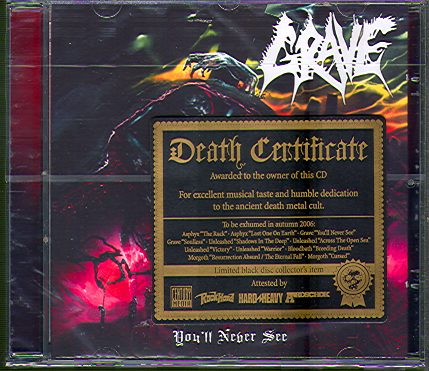 GRAVE
Death Certificate
Awarded to the owner of this CD
For excellent musical taste and humble dedication
to the ancient death metal cult.
To be exhumed in autumn 2006:
Asphyx "The Rack" - Asphyx "Last One On Earth" - Grave "You'll Never See"
Grave "Soulless" - Unleashed "Shadows In The Deep" - Unleashed "Across The Open Sea"
Unleashed "Victory" - Unleashed "Warrior" - Bloodbath "Breeding Death"
Morgoth "Resurrection Absurd / The Eternal Fall" - Morgoth "Cursed"
Limited black disc collector's item
Attested by
CENTURY MEDIA RockHard HARD HEAVY
You'll Never See